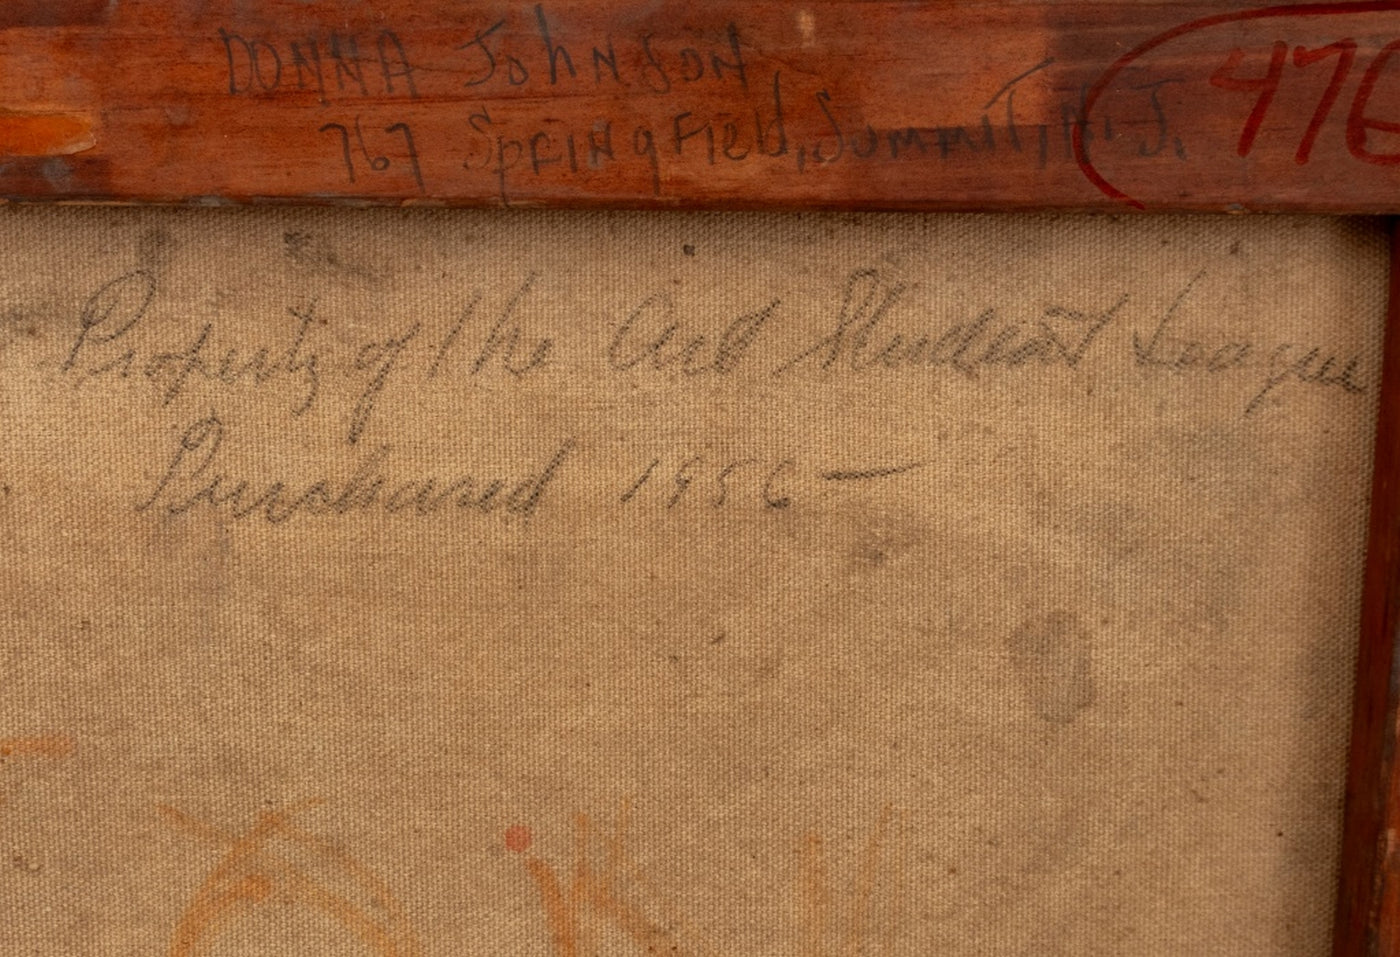 DONNA JohNSON
767 SpRINgField, Summit, N.J.
476
Property of the Art Student League
Purchased 1956 —